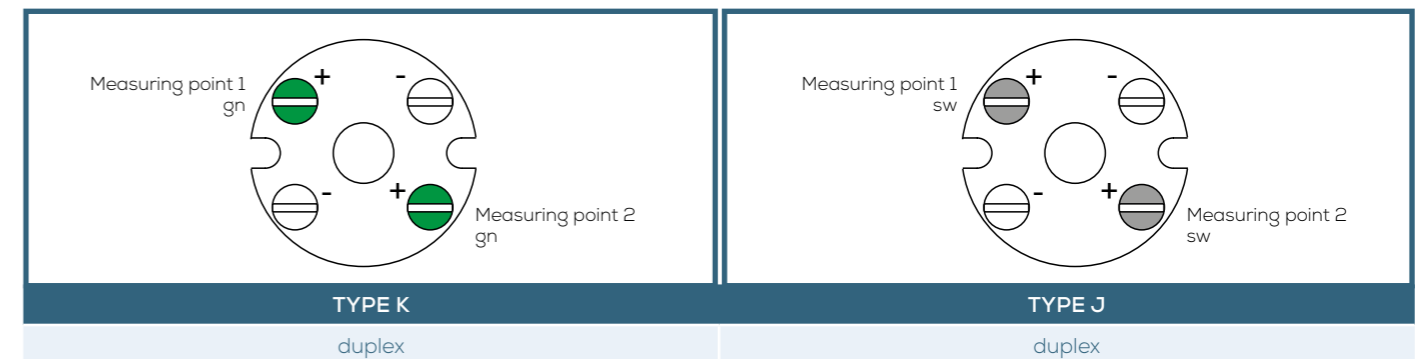 Measuring point 1
gn
+
-
-
+
Measuring point 2
gn
TYPE K
duplex
Measuring point 1
sw
+
-
-
+
Measuring point 2
sw
TYPE J
duplex